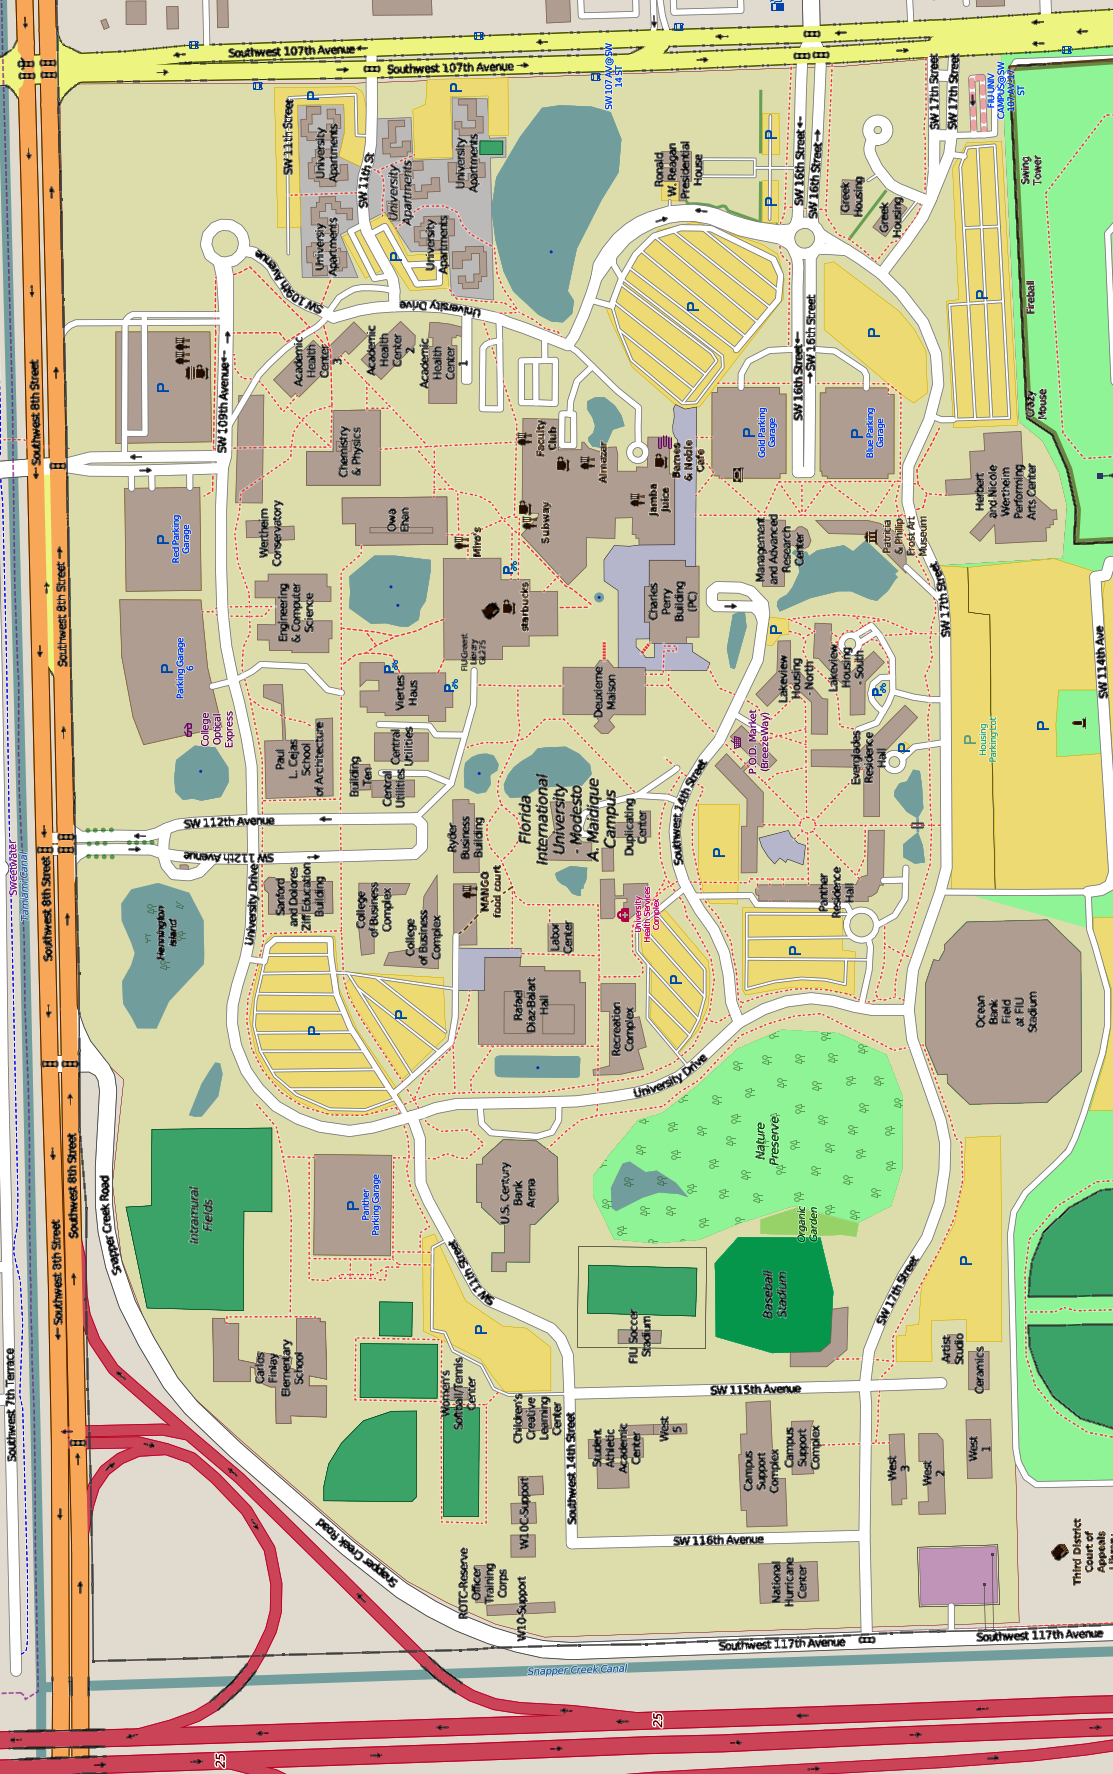 Southwest 107th Avenue
Southwest 107th Avenue
SW 107 AV@SW
14 ST
FIU UNIV
CAMPUS@SW
107 AV/17
ST
SW 17th Street
SW 17th Street
SW 11th Street
University
Apartments
SW 11th St
University
Apartments
University
Apartments
University
Apartments
University
Apartments
P
P
P
P
P
Ronald
W. Reagan
Presidential
House
SW 16th Street
SW 16th Street
Greek
Housing
Greek
Housing
Swing
Tower
Fireball
Crazy
Mouse
SW 109th Avenue
University Drive
P
P
P
SW 16th Street
SW 16th Street
Southwest 8th Street
P
SW 109th Avenue
Academic
Health
Center
3
Academic
Health
Center
2
Academic
Health
Center
1
Chemistry
& Physics
Faculty
Club
Almazar
Barnes
& Noble
Cafe
P
Gold Parking
Garage
P
Blue Parking
Garage
Herbert
and Nicole
Wertheim
Performing
Arts Center
P
Red Parking
Garage
Wertheim
Conservatory
Owa
Ehan
Miro's
Subway
Jamba
Juice
Management
and Advanced
Research
Center
Patricia
& Phillip
Frost Art
Museum
Southwest 8th Street
P
Parking Garage
6
Engineering
& Computer
Science
starbucks
P
FIU Green
Library
GL275
Charles
Perry
Building
(PC)
SW 17th Street
P
Lakeview
Housing
- North
Lakeview
Housing
- South
P
SW 114th Ave
College
Optical
Express
P
Viertes
Haus
P
Deuxieme
Maison
P.O.D. Market
(BreezeWay)
Everglades
Residence
Hall
P
P
Housing
Parking Lot
P
Paul
L. Cejas
School
of Architecture
Building
Ten
Central
Utilities
Central
Utilities
Florida
International
University
- Modesto
A. Maidique
Campus
Southwest 14th Street
SW 112th Avenue
SW 112th Avenue
Ryder
Business
Building
Duplicating
Center
P
Sweetwater
Tamiami Canal
Southwest 8th Street
Hennington
Island
University Drive
Sanford
and Dolores
Ziff Education
Building
College
of Business
Complex
College
of Business
Complex
MANGO
food court
Labor
Center
University
Health Services
Complex
Panther
Residence
Hall
P
P
P
P
Rafael
Diaz-Balart
Hall
Recreation
Complex
Ocean
Bank
Field
at FIU
Stadium
University Drive
Nature
Preserve
Organic
Garden
Southwest 8th Street
Southwest 8th Street
Snapper Creek Road
Intramural
Fields
P
Panther
Parking Garage
U.S. Century
Bank
Arena
SW 11th Street
P
P
SW 17th Street
Baseball
Stadium
FIU Soccer
Stadium
Southwest 7th Terrace
Carlos
Finlay
Elementary
School
Women's
Softball/Tennis
Center
Children's
Creative
Learning
Center
Southwest 14th Street
SW 115th Avenue
Artist
Studio
Ceramics
Student
Athletic
Academic
Center
West
5
Campus
Support
Complex
Campus
Support
Complex
West
3
West
2
West
1
W10C-Support
SW 116th Avenue
Snapper Creek Road
ROTC-Reserve
Officer
Training
Corps
W10-Support
National
Hurricane
Center
Third District
Court of
Appeals
Southwest 117th Avenue
Southwest 117th Avenue
Snapper Creek Canal
25
25